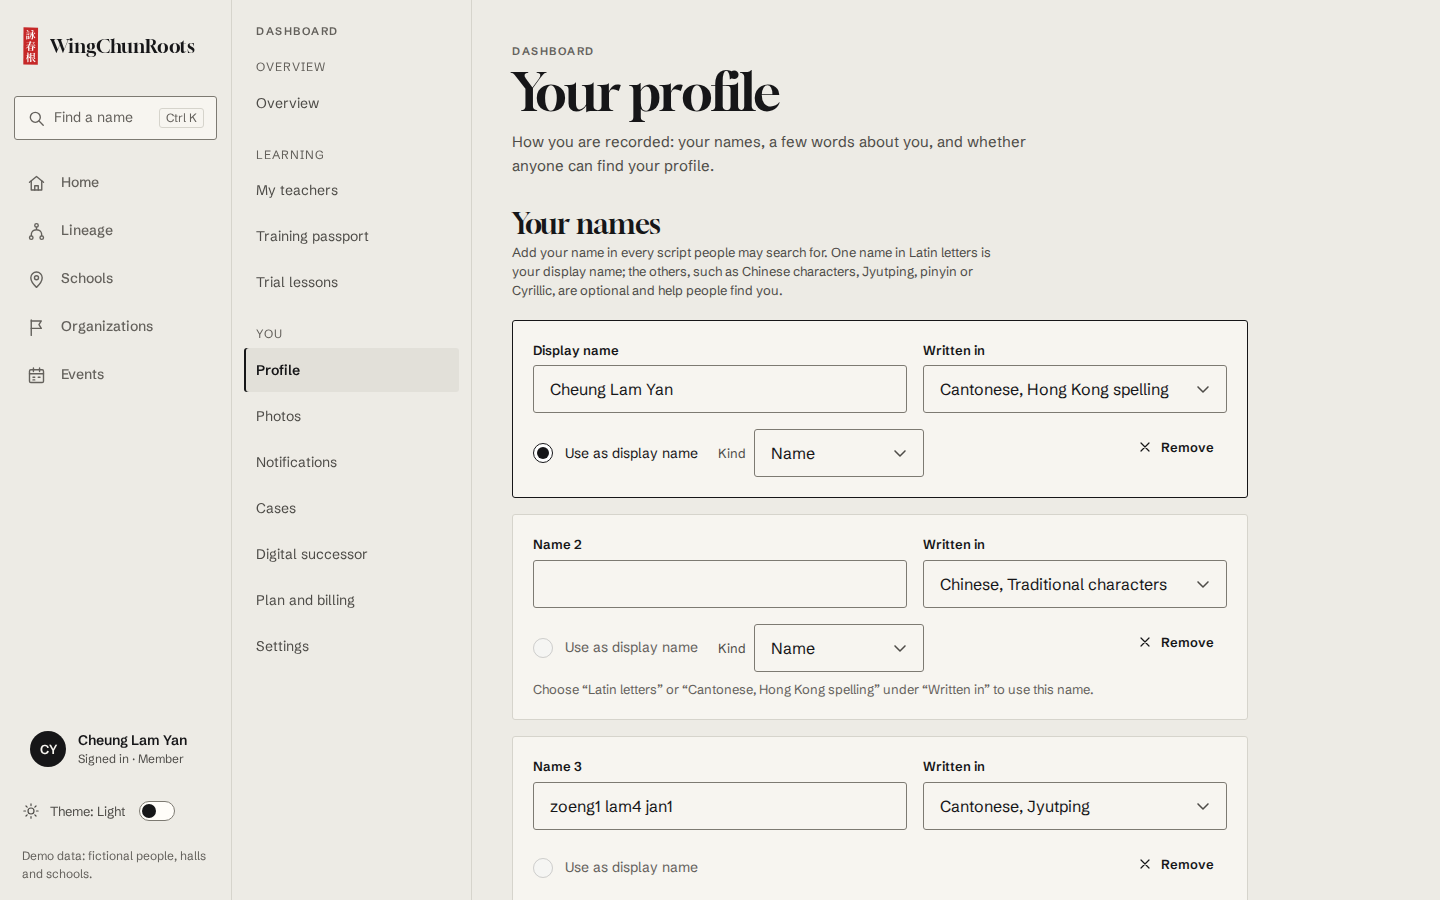 詠春根
WingChunRoots
Find a name
Ctrl K
Home
Lineage
Schools
Organizations
Events
CY
Cheung Lam Yan
Signed in · Member
Theme: Light
Demo data: fictional people, halls
and schools.
DASHBOARD
OVERVIEW
Overview
LEARNING
My teachers
Training passport
Trial lessons
YOU
Profile
Photos
Notifications
Cases
Digital successor
Plan and billing
Settings
DASHBOARD
Your profile
How you are recorded: your names, a few words about you, and whether
anyone can find your profile.
Your names
Add your name in every script people may search for. One name in Latin letters is
your display name; the others, such as Chinese characters, Jyutping, pinyin or
Cyrillic, are optional and help people find you.
Display name
Written in
Cheung Lam Yan
Cantonese, Hong Kong spelling
Use as display name
Kind
Name
Remove
Name 2
Written in
Chinese, Traditional characters
Use as display name
Kind
Name
Remove
Choose “Latin letters” or “Cantonese, Hong Kong spelling” under “Written in” to use this name.
Name 3
Written in
zoeng1 lam4 jan1
Cantonese, Jyutping
Use as display name
Remove